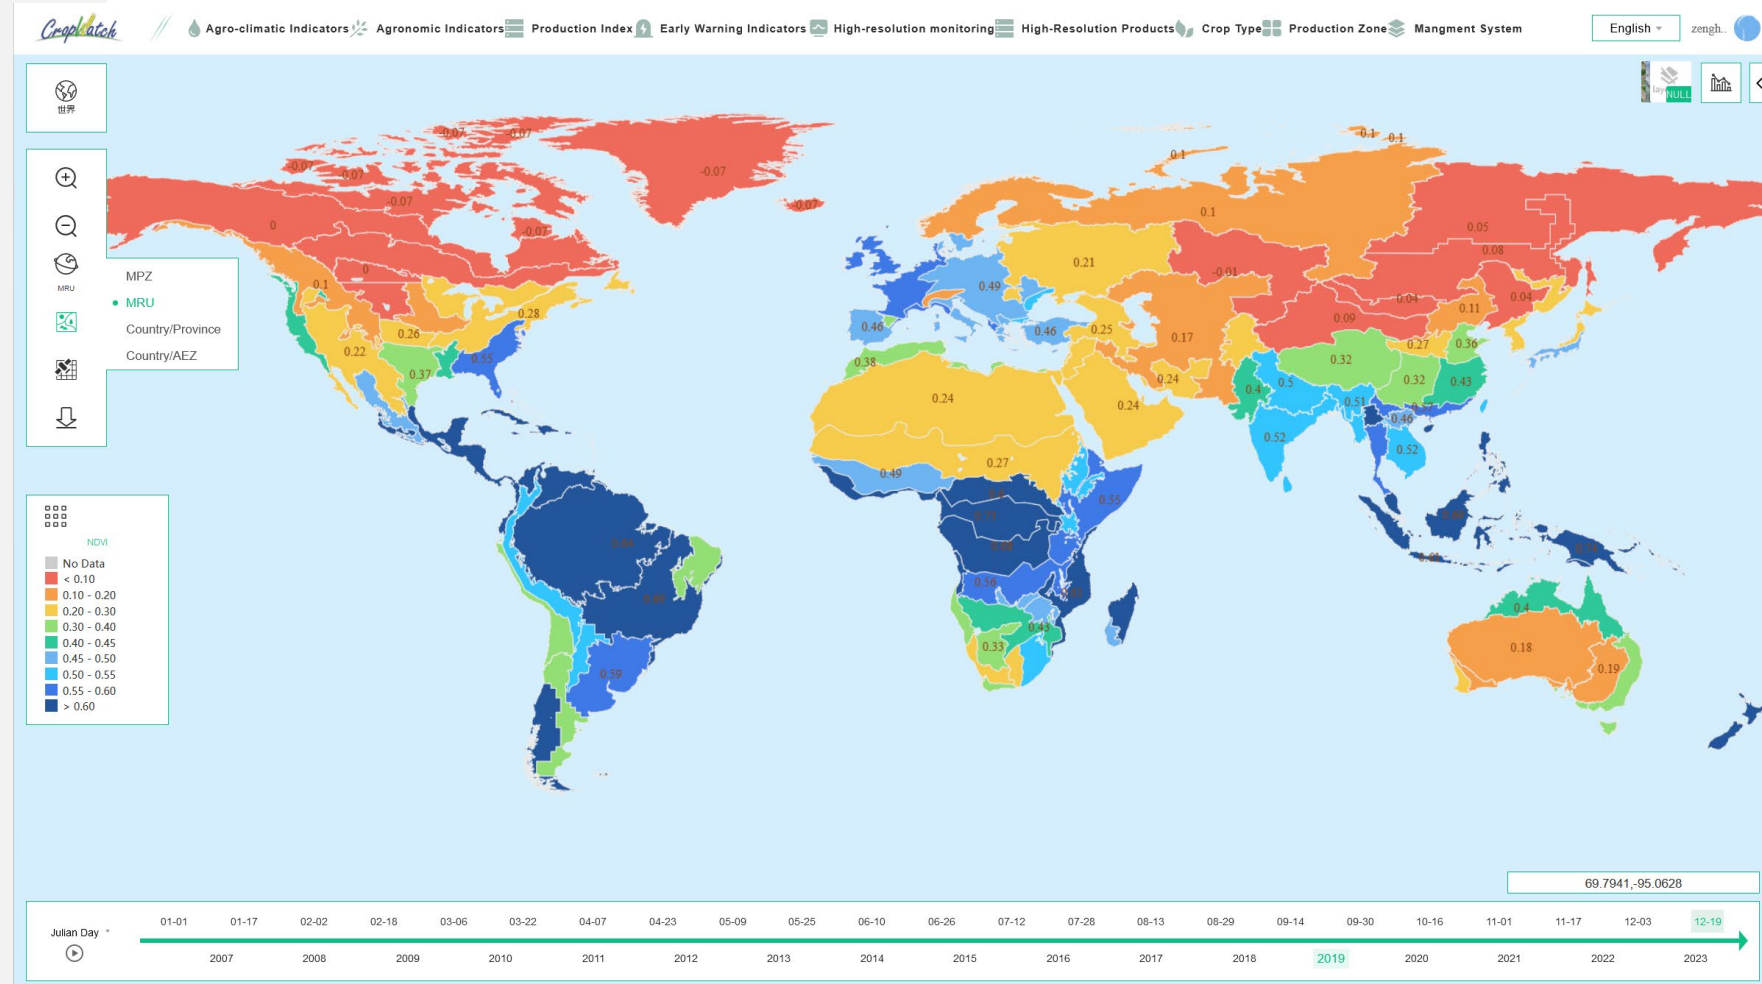 CropWatch
Agro-climatic Indicators Agronomic Indicators Production Index Early Warning Indicators High-resolution monitoring High-Resolution Products Crop Type Production Zone Mangment System English zengh..
世界
MRU
MPZ
MRU
Country/Province
Country/AEZ
NULL
-0.07 -0.07
-0.07 -0.07
-0.07
-0.07
-0.07
-0.07
0
0
0.1
0.28
0.26
0.22
0.37
0.55
0.59
0.1 0.1
0.1
0.1
0.05
0.08
0.21
-0.01
0.49
0.04
0.04
0.11
0.09
0.46
0.46
0.25
0.17
0.27
0.36
0.38
0.32
0.24
0.24
0.24
0.4
0.5
0.32
0.43
0.51
0.46
0.52
0.52
0.49
0.27
0.55
0.56
0.43
0.33
0.4
0.18
0.19
NDVI
No Data
< 0.10
0.10 - 0.20
0.20 - 0.30
0.30 - 0.40
0.40 - 0.45
0.45 - 0.50
0.50 - 0.55
0.55 - 0.60
> 0.60
69.7941,-95.0628
Julian Day
01-01 01-17 02-02 02-18 03-06 03-22 04-07 04-23 05-09 05-25 06-10 06-26 07-12 07-28 08-13 08-29 09-14 09-30 10-16 11-01 11-17 12-03 12-19
2007 2008 2009 2010 2011 2012 2013 2014 2015 2016 2017 2018 2019 2020 2021 2022 2023